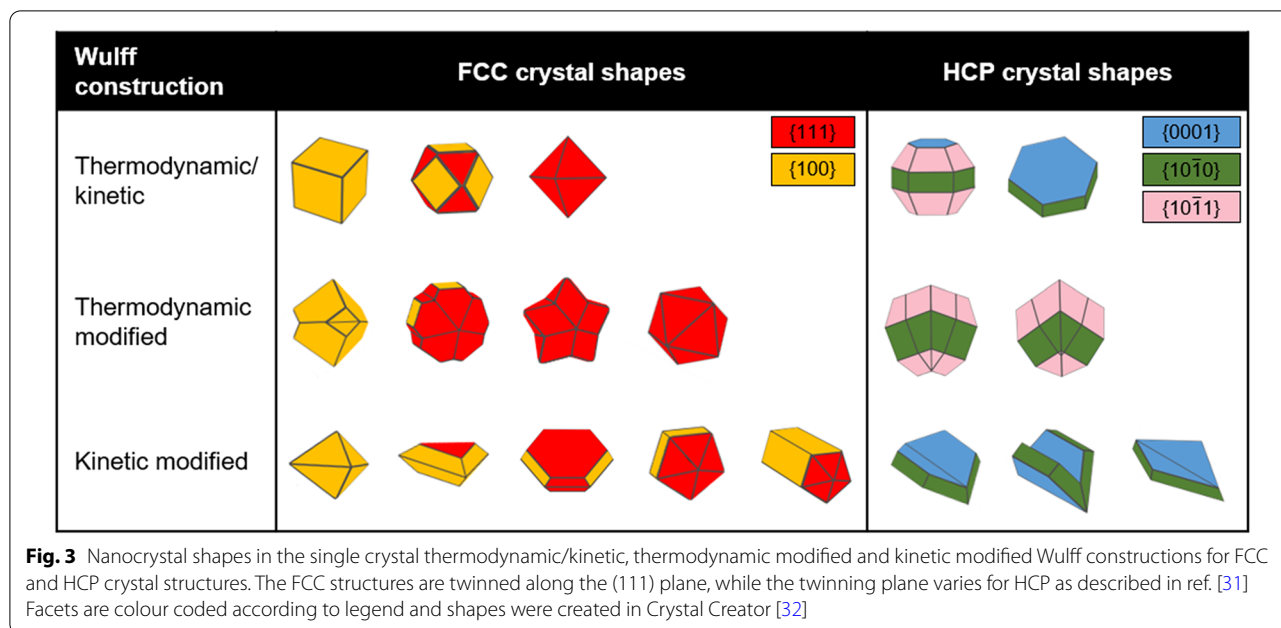 Wulff
construction
FCC crystal shapes
HCP crystal shapes
Thermodynamic/
kinetic
{111}
{100}
{0001}
{101̅0}
{101̅1}
Thermodynamic
modified
Kinetic modified
Fig. 3 Nanocrystal shapes in the single crystal thermodynamic/kinetic, thermodynamic modified and kinetic modified Wulff constructions for FCC
and HCP crystal structures. The FCC structures are twinned along the (111) plane, while the twinning plane varies for HCP as described in ref. [31]
Facets are colour coded according to legend and shapes were created in Crystal Creator [32]